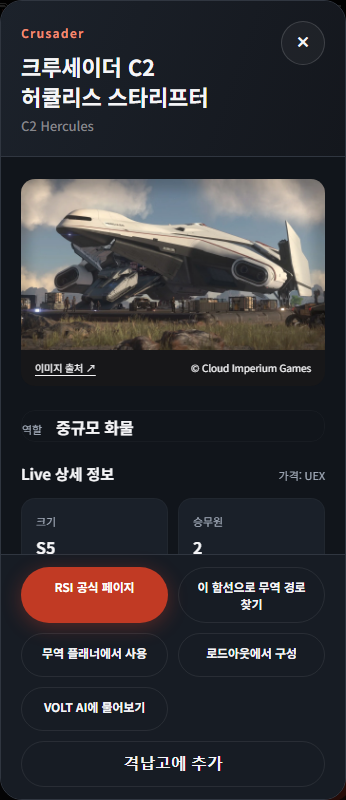 Crusader
크루세이더 C2
허큘리스 스타리프터
C2 Hercules
✕
이미지 출처 ↗
© Cloud Imperium Games
역할 중규모 화물
Live 상세 정보
가격: UEX
크기
승무원
S5
2
RSI 공식 페이지
이 함선으로 무역 경로
찾기
무역 플래너에서 사용
로드아웃에서 구성
VOLT AI에 물어보기
격납고에 추가